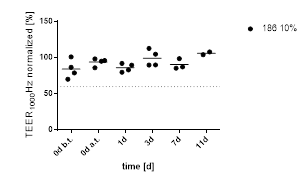 150
100
50
0
TEER 1000Hz normalized [%]
0d b.t.
0d a.t.
1d
3d
7d
11d
time [d]
186 10%